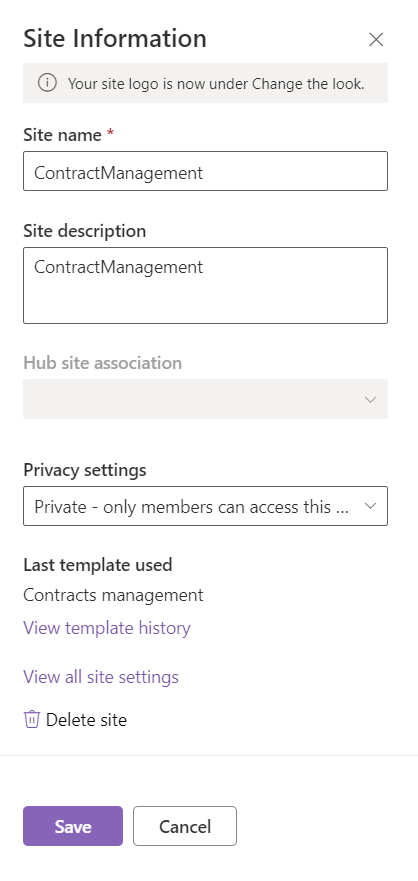 Site Information
Your site logo is now under Change the look.
Site name *
ContractManagement
Site description
ContractManagement
Hub site association
Privacy settings
Private - only members can access this ...
Last template used
Contracts management
View template history
View all site settings
Delete site
Save
Cancel